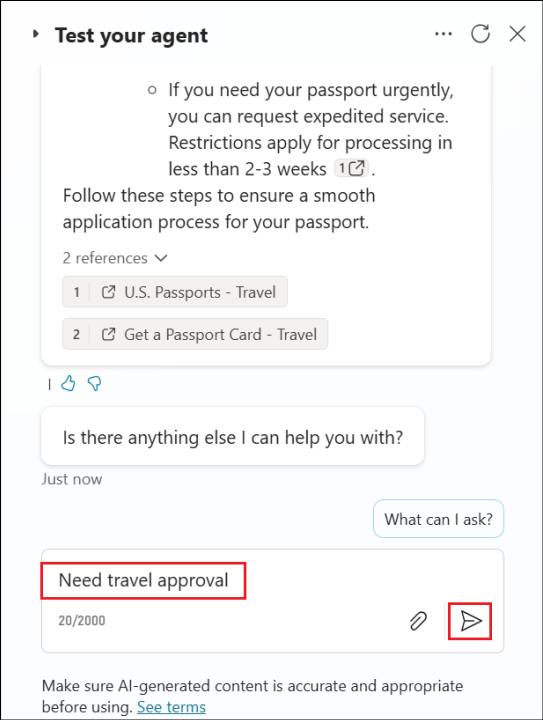 Test your agent
If you need your passport urgently,
you can request expedited service.
Restrictions apply for processing in
less than 2-3 weeks 1.
Follow these steps to ensure a smooth
application process for your passport.
2 references
1 U.S. Passports - Travel
2 Get a Passport Card - Travel
Is there anything else I can help you with?
Just now
What can I ask?
Need travel approval
20/2000
Make sure AI-generated content is accurate and appropriate
before using. See terms